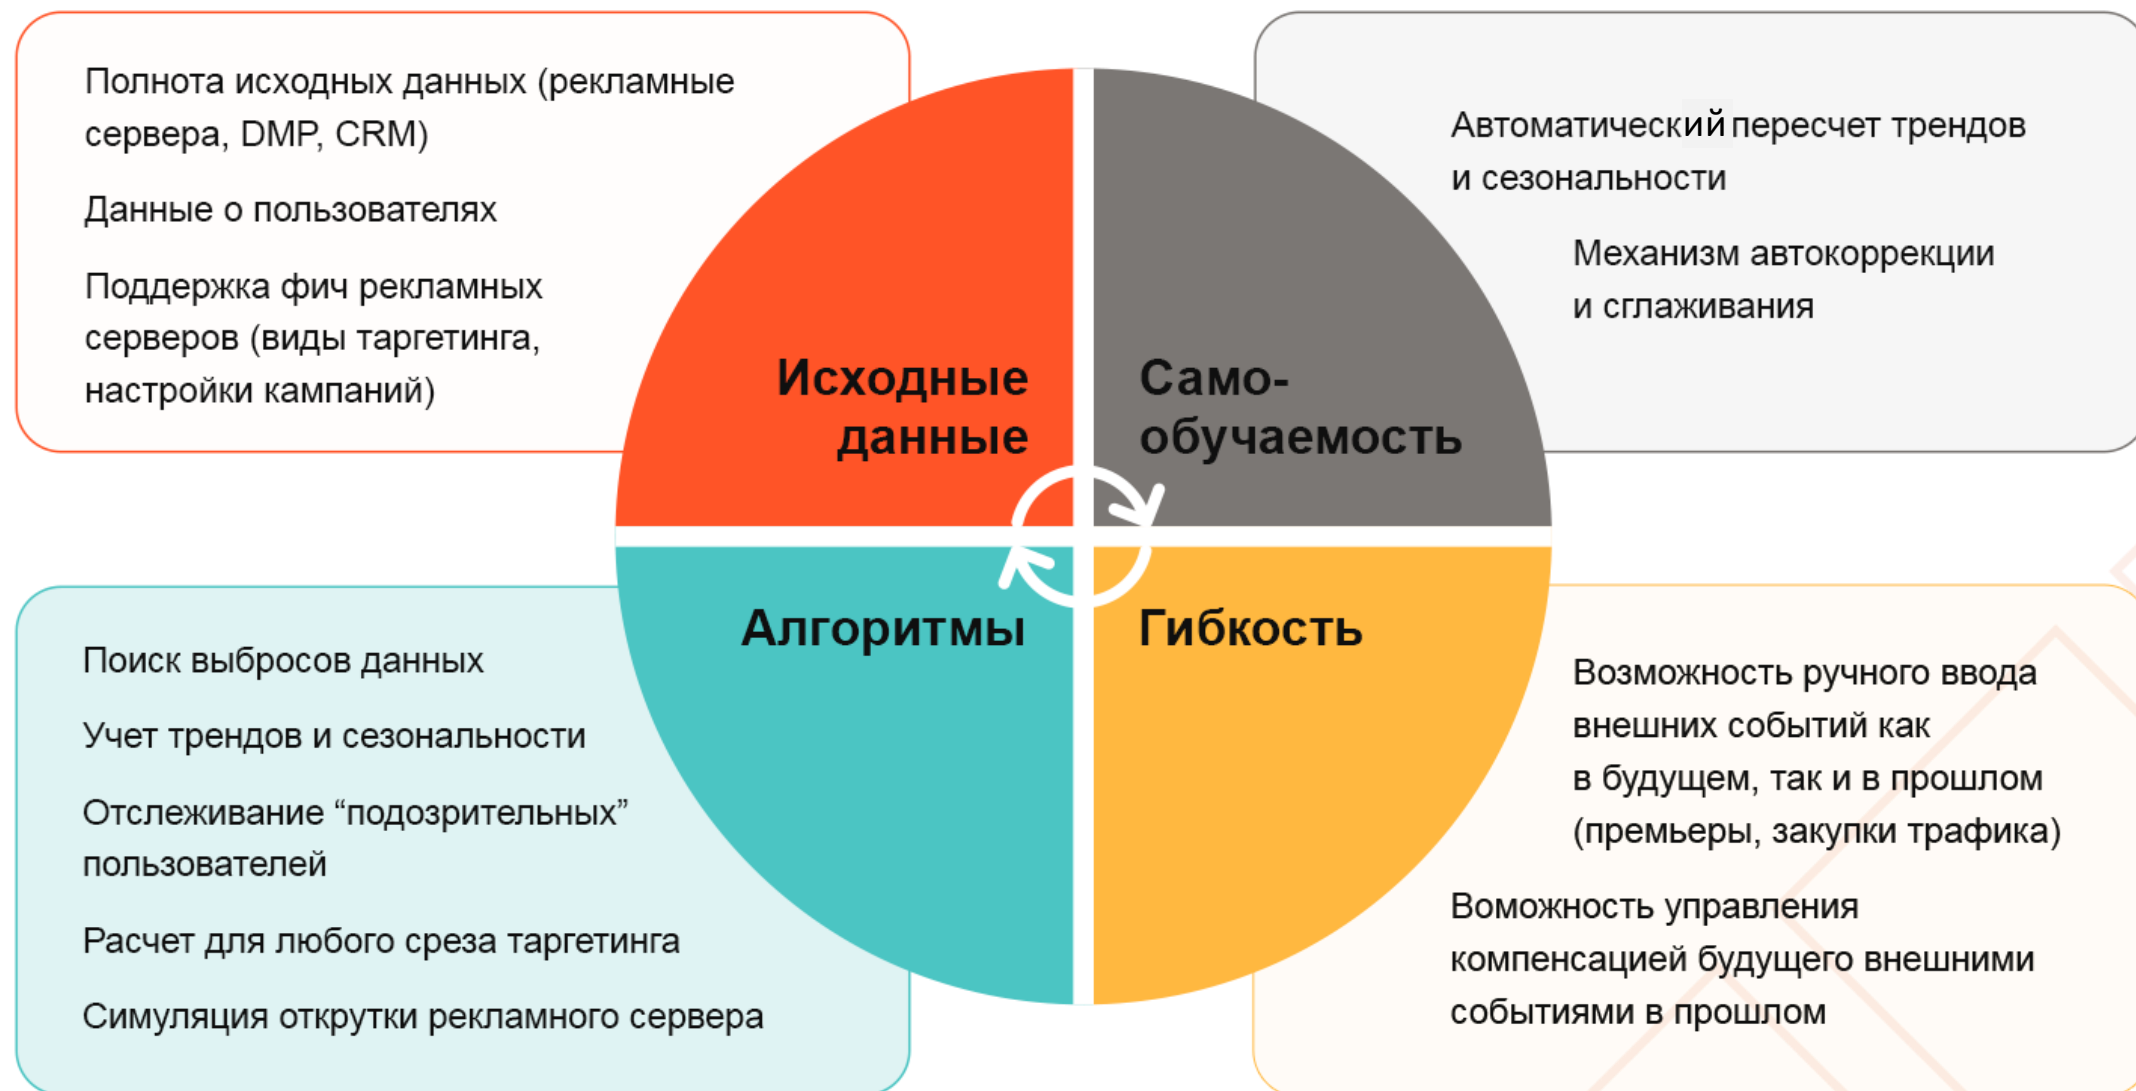 Полнота исходных данных (рекламные
сервера, DMP, CRM)
Данные о пользователях
Поддержка фич рекламных
серверов (виды таргетинга,
настройки кампаний)
Исходные
данные
Само-
обучаемость
Автоматический пересчет трендов
и сезональности
Механизм автокоррекции
и сглаживания
Алгоритмы
Поиск выбросов данных
Учет трендов и сезональности
Отслеживание “подозрительных”
пользователей
Расчет для любого среза таргетинга
Симуляция открутки рекламного сервера
Гибкость
Возможность ручного ввода
внешних событий как
в будущем, так и в прошлом
(премьеры, закупки трафика)
Воможность управления
компенсацией будущего внешними
событиями в прошлом